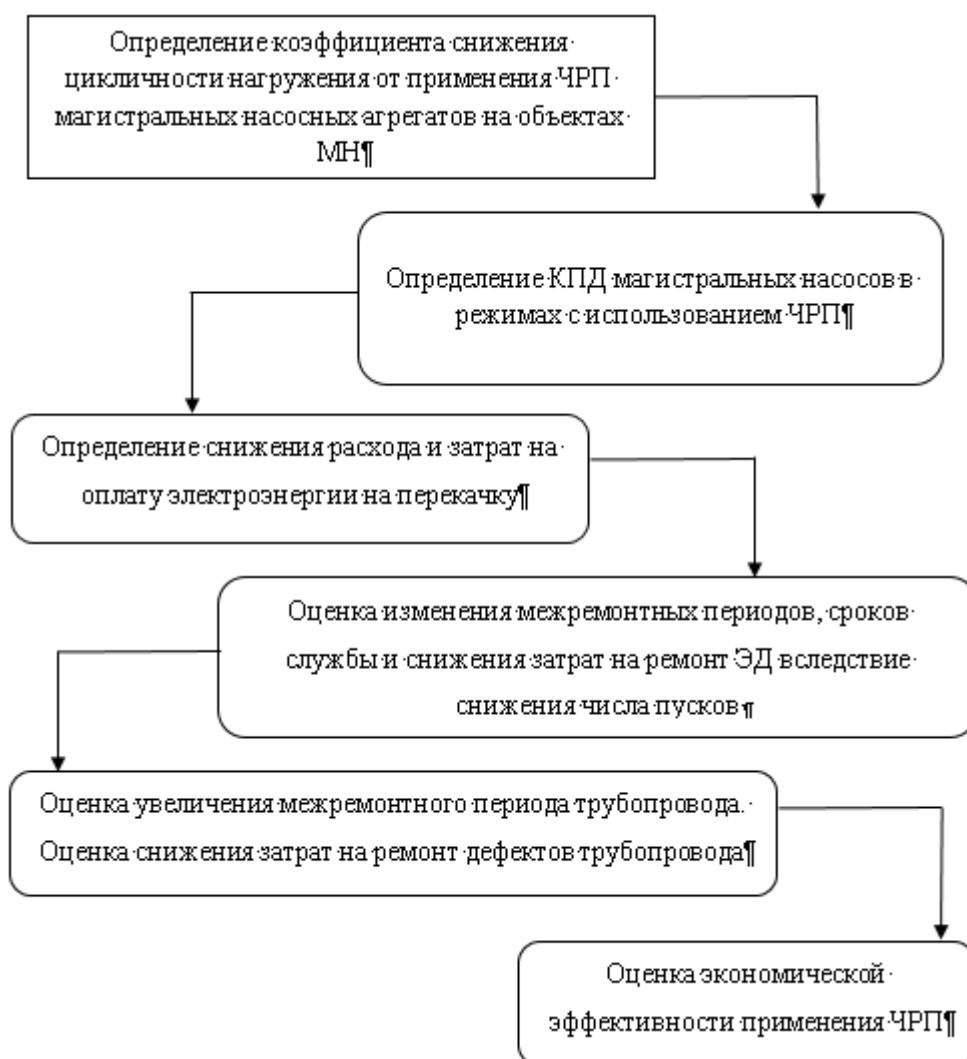 Определение·коэффициента·снижения·
цикличности·нагружения·от·применения·ЧРП·
магистральных·насосных·агрегатов·на·объектах·
МН¶
Определение·КПД·магистральных·насосов·в·
режимах·с·использованием·ЧРП¶
Определение·снижения·расхода·и·затрат·на·
оплату·электроэнергии·на·перекачку¶
Оценка·изменения·межремонтных·периодов,·сроков·
службы·и·снижения·затрат·на·ремонт·ЭД·вследствие·
снижения·числа·пусков¶
Оценка·увеличения·межремонтного·периода·трубопровода.·
Оценка·снижения·затрат·на·ремонт·дефектов·трубопровода¶
Оценка·экономической·
эффективности·применения·ЧРП¶